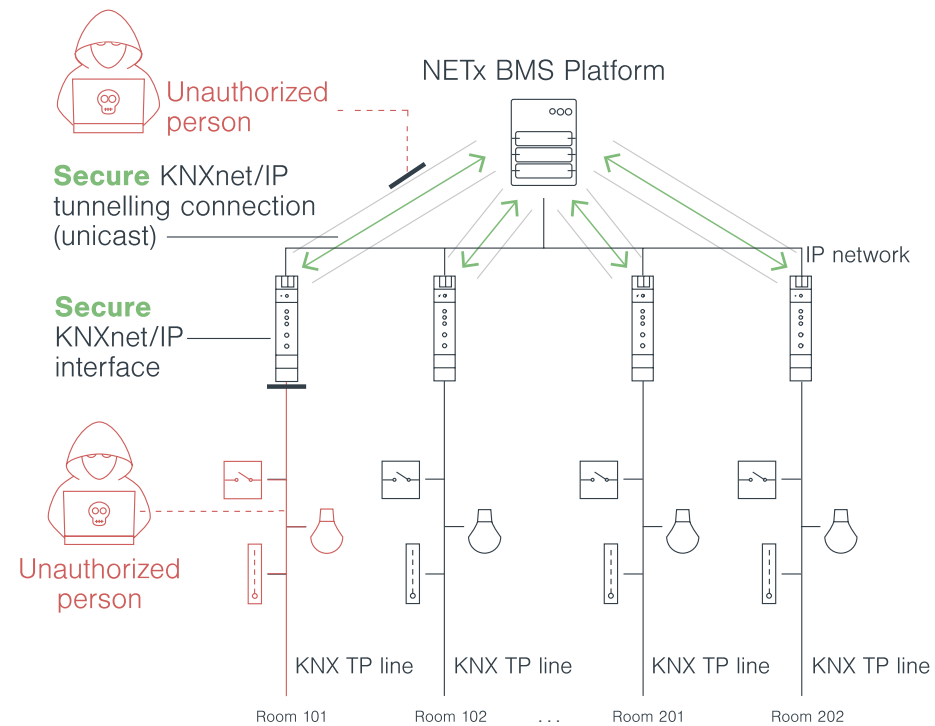 NETx BMS Platform
Unauthorized
person
Secure KNXnet/IP
tunnelling connection
(unicast)
IP network
Secure
KNXnet/IP
interface
Unauthorized
person
KNX TP line
KNX TP line
KNX TP line
KNX TP line
Room 101
Room 102
...
Room 201
Room 202